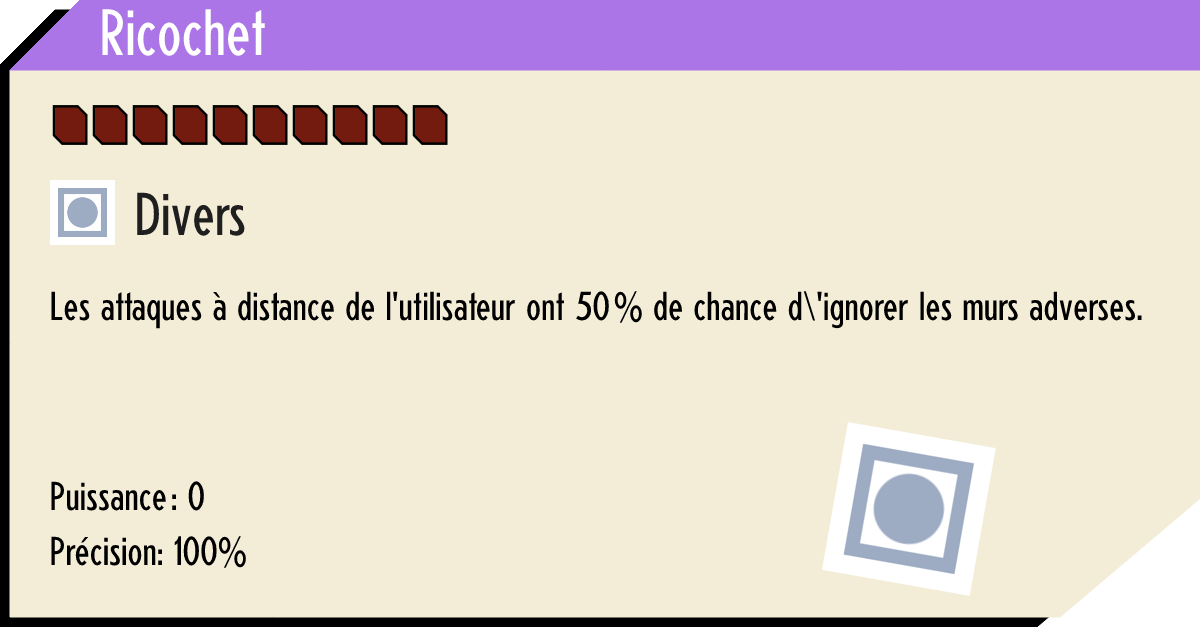 Ricochet
Divers
Les attaques à distance de l'utilisateur ont 50% de chance d\'ignorer les murs adverses.
Puissance: 0
Précision: 100%